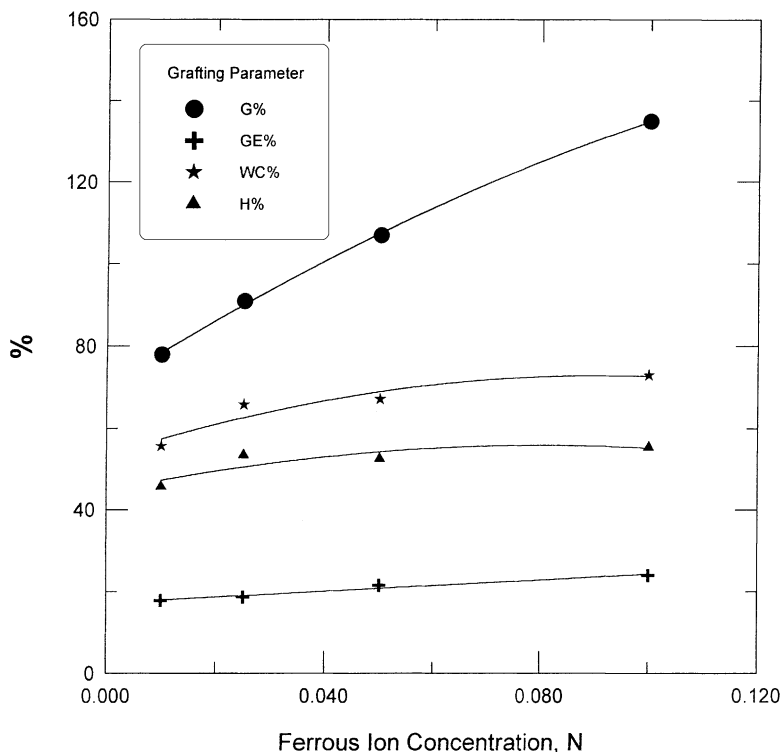 160
Grafting Parameter
G%
GE%
WC%
H%
120
80
%
40
0
0.000 0.040 0.080 0.120
Ferrous Ion Concentration, N